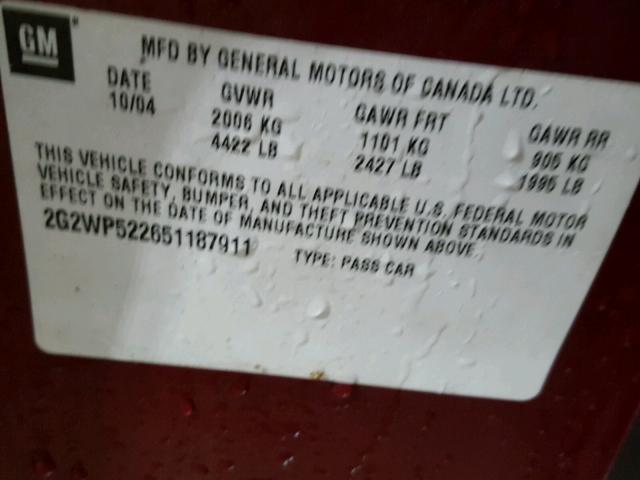 GM
MFD BY GENERAL MOTORS OF CANADA LTD.
DATE GVWR GAWR FRT GAWR RR
10/04 2006 KG 1101 KG 905 KG
4422 LB 2427 LB 1995 LB
THIS VEHICLE CONFORMS TO ALL APPLICABLE U.S. FEDERAL MOTOR
VEHICLE SAFETY, BUMPER, AND THEFT PREVENTION STANDARDS IN
EFFECT ON THE DATE OF MANUFACTURE SHOWN ABOVE.
2G2WP522651187911 TYPE: PASS CAR